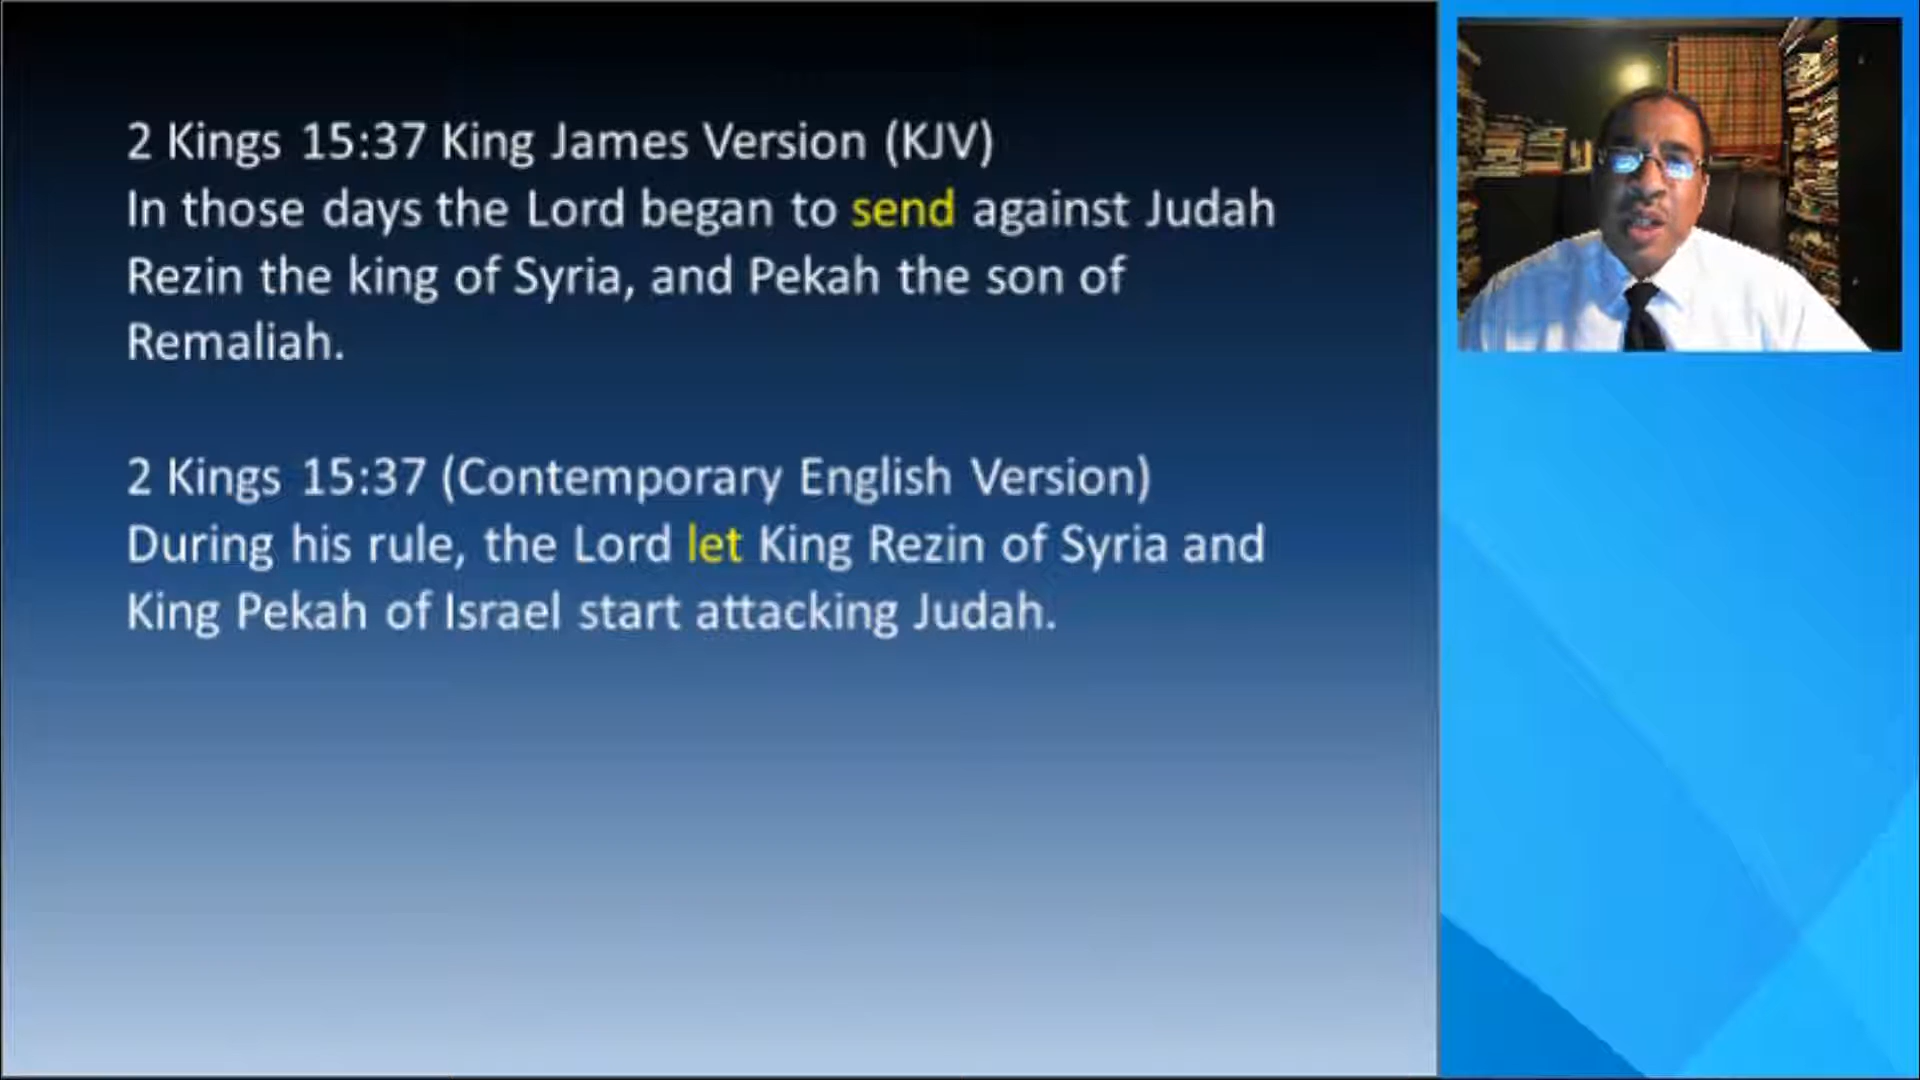 2 Kings 15:37 King James Version (KJV)
In those days the Lord began to send against Judah
Rezin the king of Syria, and Pekah the son of
Remaliah.
2 Kings 15:37 (Contemporary English Version)
During his rule, the Lord let King Rezin of Syria and
King Pekah of Israel start attacking Judah.